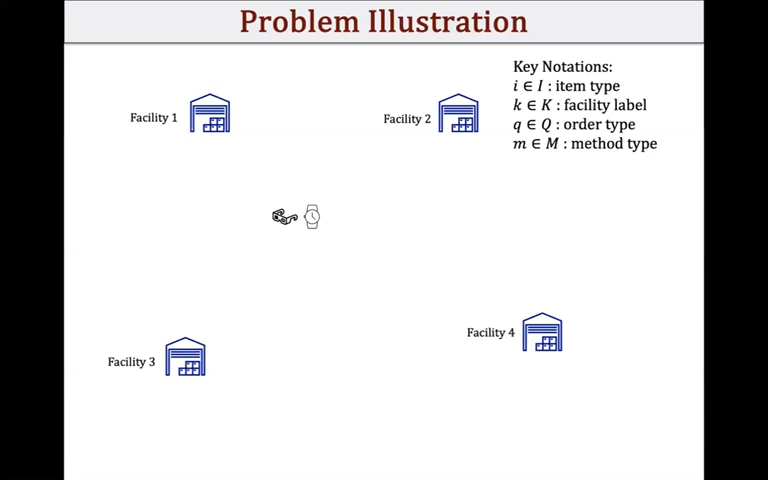 Problem Illustration
Key Notations:
i ∈ I : item type
k ∈ K : facility label
q ∈ Q : order type
m ∈ M : method type
Facility 1
Facility 2
Facility 4
Facility 3